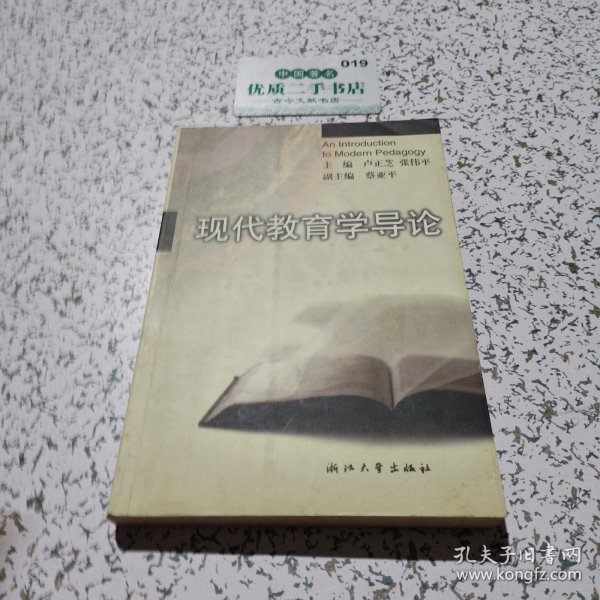 019
中国著名
优质二手书店
古今文献书店
An Introduction
to Modern Pedagogy
主 编 卢正芝 张伟平
副主编 蔡亚平
现代教育学导论
浙江大学出版社
孔夫子旧书网
www.kongfz.com